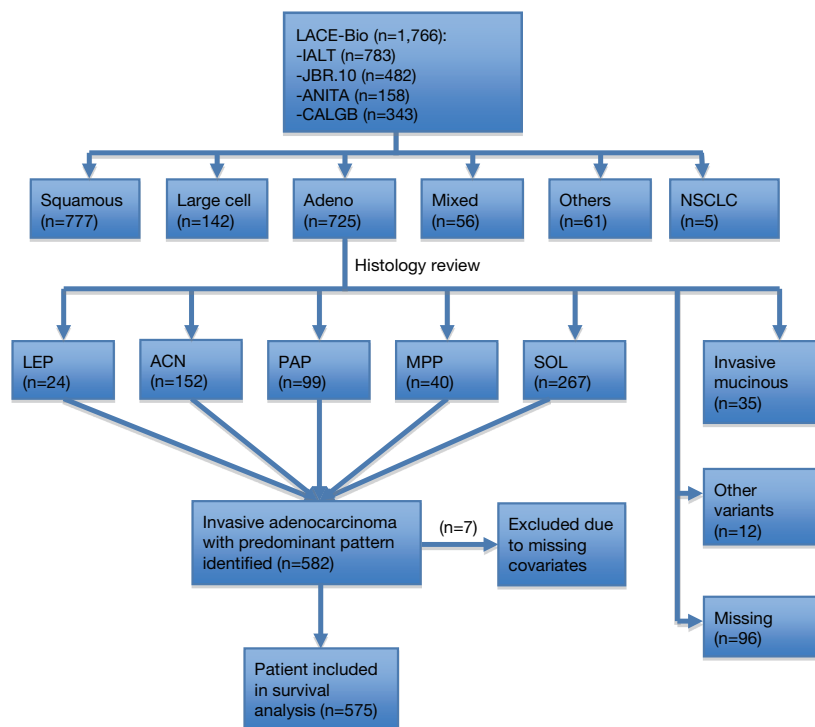 LACE-Bio (n=1,766):
-IALT (n=783)
-JBR.10 (n=482)
-ANITA (n=158)
-CALGB (n=343)
Squamous
(n=777)
Large cell
(n=142)
Adeno
(n=725)
Mixed
(n=56)
Others
(n=61)
NSCLC
(n=5)
Histology review
LEP
(n=24)
ACN
(n=152)
PAP
(n=99)
MPP
(n=40)
SOL
(n=267)
Invasive
mucinous
(n=35)
Other
variants
(n=12)
Missing
(n=96)
Invasive adenocarcinoma
with predominant pattern
identified (n=582)
(n=7)
Excluded due
to missing
covariates
Patient included
in survival
analysis (n=575)